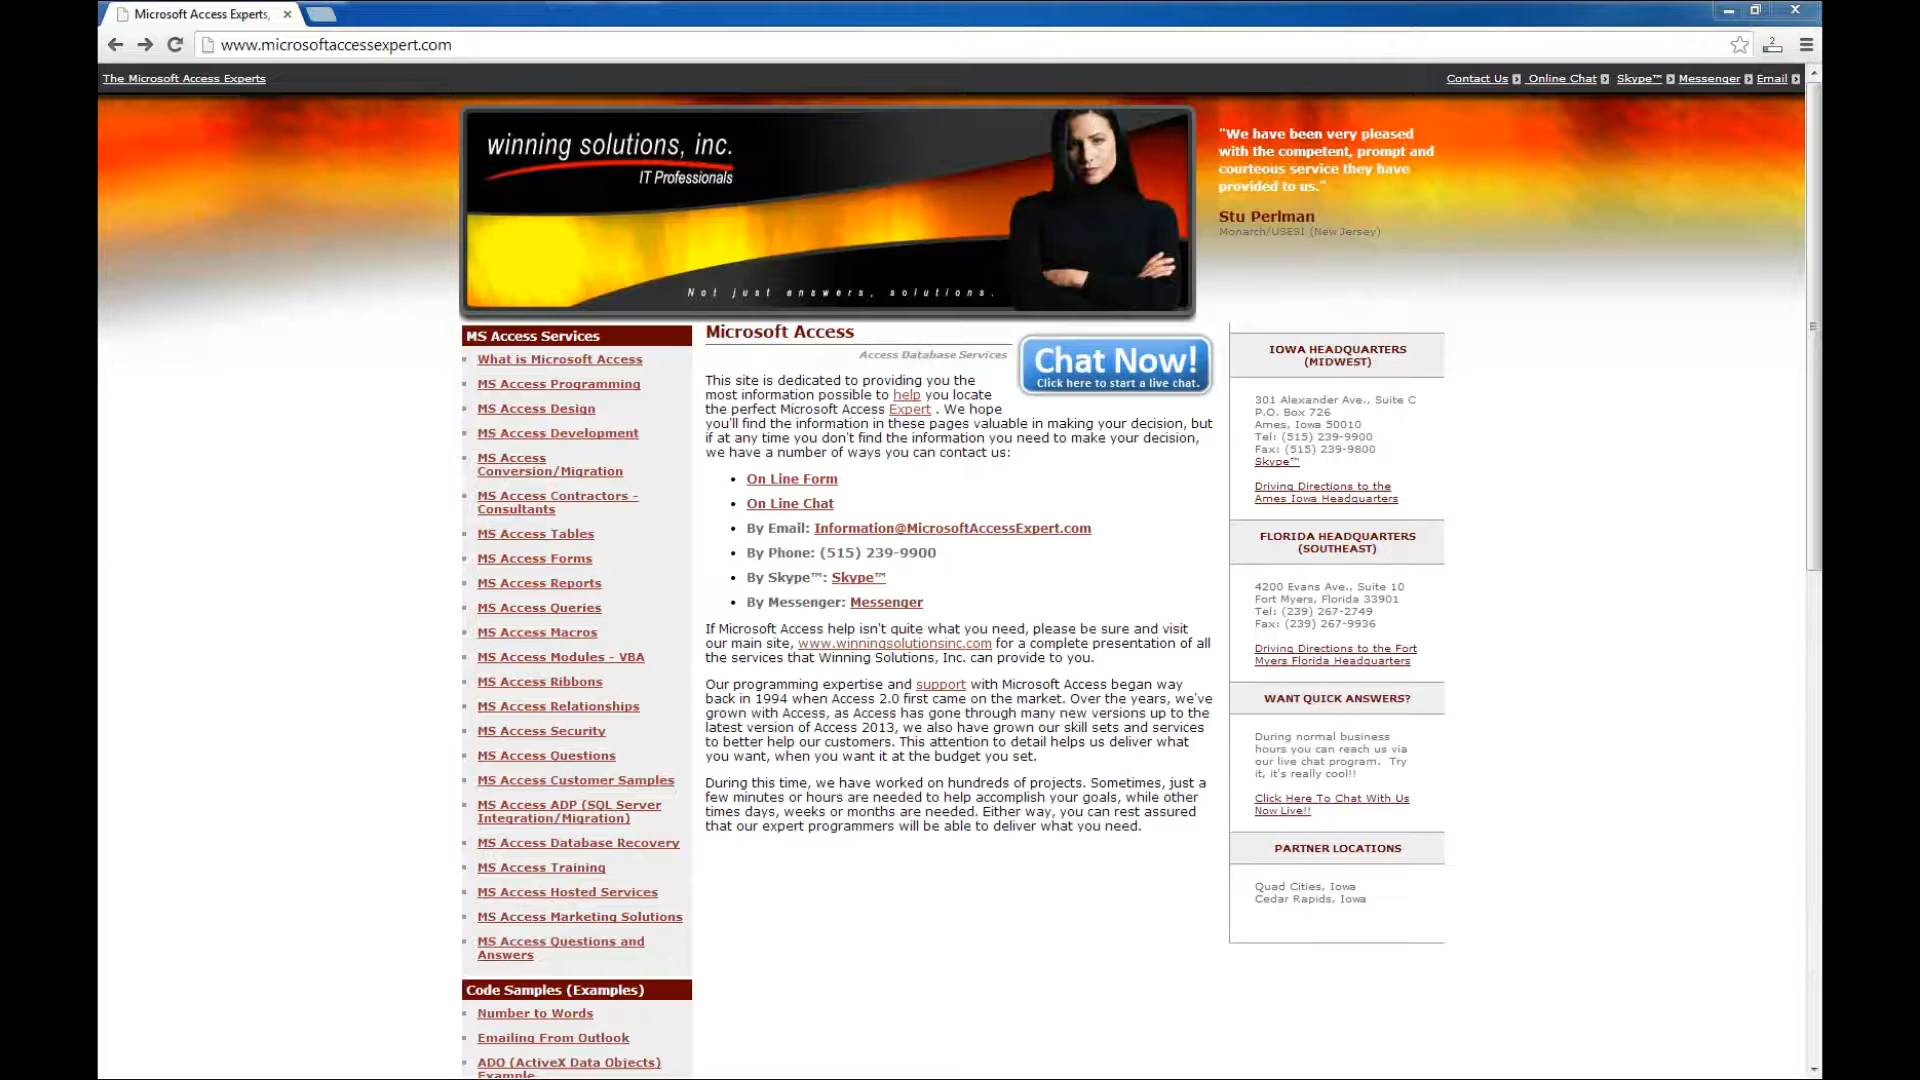 Microsoft Access Experts,
www.microsoftaccessexpert.com
2
The Microsoft Access Experts
Contact Us Online Chat Skype™ Messenger Email
winning solutions, inc.
IT Professionals
Not just answers, solutions.
"We have been very pleased
with the competent, prompt and
courteous service they have
provided to us."
Stu Perlman
Monarch/USESI (New Jersey)
MS Access Services
What is Microsoft Access
MS Access Programming
MS Access Design
MS Access Development
MS Access
Conversion/Migration
MS Access Contractors -
Consultants
MS Access Tables
MS Access Forms
MS Access Reports
MS Access Queries
MS Access Macros
MS Access Modules - VBA
MS Access Ribbons
MS Access Relationships
MS Access Security
MS Access Questions
MS Access Customer Samples
MS Access ADP (SQL Server
Integration/Migration)
MS Access Database Recovery
MS Access Training
MS Access Hosted Services
MS Access Marketing Solutions
MS Access Questions and
Answers
Code Samples (Examples)
Number to Words
Emailing From Outlook
ADO (ActiveX Data Objects)
Example
Microsoft Access
Access Database Services
Chat Now!
Click here to start a live chat.
This site is dedicated to providing you the
most information possible to help you locate
the perfect Microsoft Access Expert . We hope
you'll find the information in these pages valuable in making your decision, but
if at any time you don't find the information you need to make your decision,
we have a number of ways you can contact us:
• On Line Form
• On Line Chat
• By Email: Information@MicrosoftAccessExpert.com
• By Phone: (515) 239-9900
• By Skype™: Skype™
• By Messenger: Messenger
If Microsoft Access help isn't quite what you need, please be sure and visit
our main site, www.winningsolutionsinc.com for a complete presentation of all
the services that Winning Solutions, Inc. can provide to you.
Our programming expertise and support with Microsoft Access began way
back in 1994 when Access 2.0 first came on the market. Over the years, we've
grown with Access, as Access has gone through many new versions up to the
latest version of Access 2013, we also have grown our skill sets and services
to better help our customers. This attention to detail helps us deliver what
you want, when you want it at the budget you set.
During this time, we have worked on hundreds of projects. Sometimes, just a
few minutes or hours are needed to help accomplish your goals, while other
times days, weeks or months are needed. Either way, you can rest assured
that our expert programmers will be able to deliver what you need.
IOWA HEADQUARTERS
(MIDWEST)
301 Alexander Ave., Suite C
P.O. Box 726
Ames, Iowa 50010
Tel: (515) 239-9900
Fax: (515) 239-9800
Skype™
Driving Directions to the
Ames Iowa Headquarters
FLORIDA HEADQUARTERS
(SOUTHEAST)
4200 Evans Ave., Suite 10
Fort Myers, Florida 33901
Tel: (239) 267-2749
Fax: (239) 267-9936
Driving Directions to the Fort
Myers Florida Headquarters
WANT QUICK ANSWERS?
During normal business
hours you can reach us via
our live chat program. Try
it, it's really cool!!
Click Here To Chat With Us
Now Live!!
PARTNER LOCATIONS
Quad Cities, Iowa
Cedar Rapids, Iowa